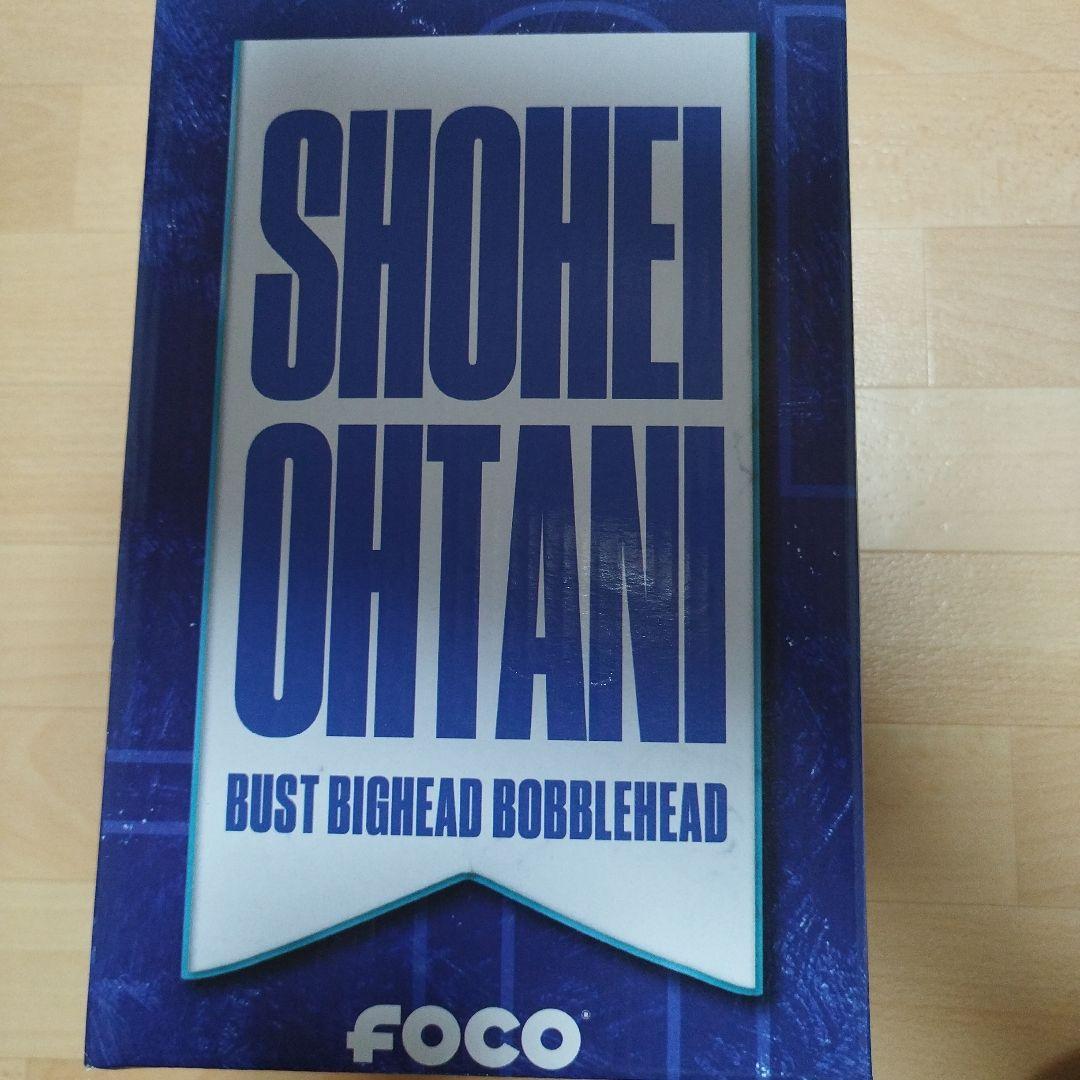 SHOHEI
OHTANI
BUST BIGHEAD BOBBLEHEAD
FOCO®